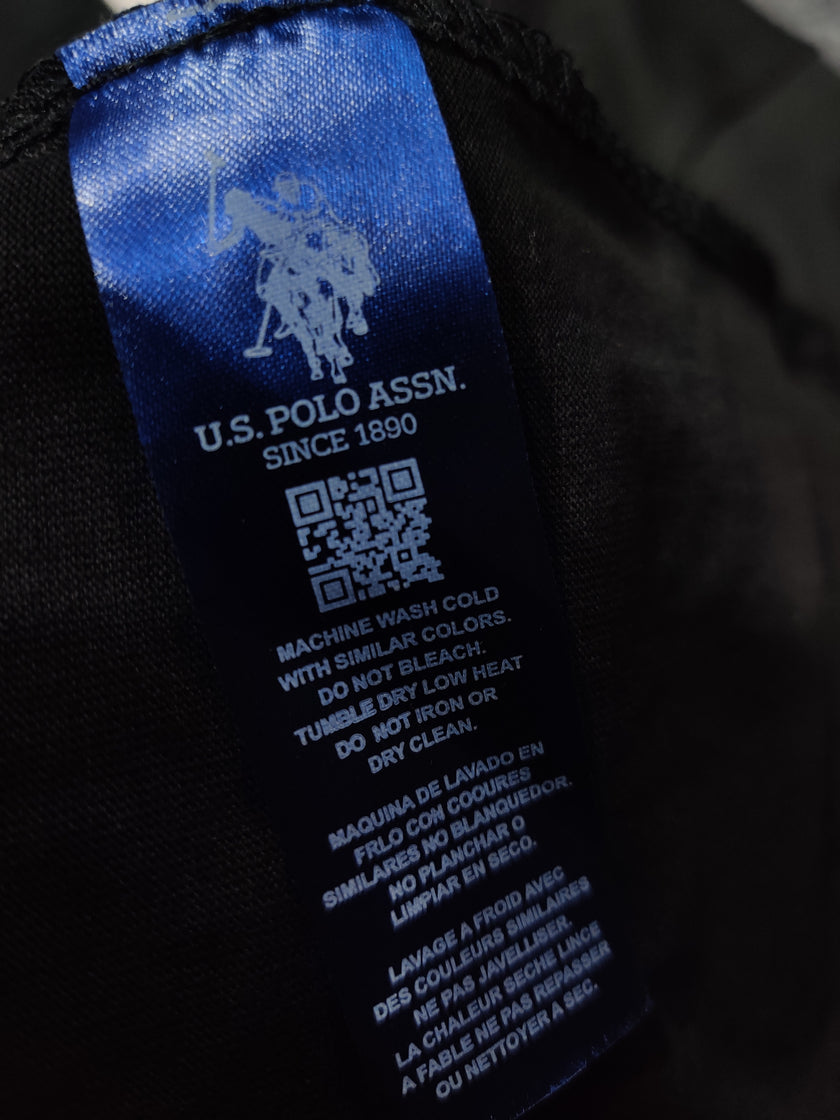 U.S. POLO ASSN.
SINCE 1890
MACHINE WASH COLD
WITH SIMILAR COLORS.
DO NOT BLEACH.
TUMBLE DRY LOW HEAT
DO NOT IRON OR
DRY CLEAN.
MAQUINA DE LAVADO EN
FRLO CON COOURES
SIMILARES NO BLANQUEDOR.
NO PLANCHAR O
LIMPIAR EN SECO.
LAVAGE A FROID AVEC
DES COULEURS SIMILAIRES
NE PAS JAVELLISER.
LA CHALEUR SECHE LINCE
A FABLE NE PAS REPASSER
OU NETTOYER A SEC.